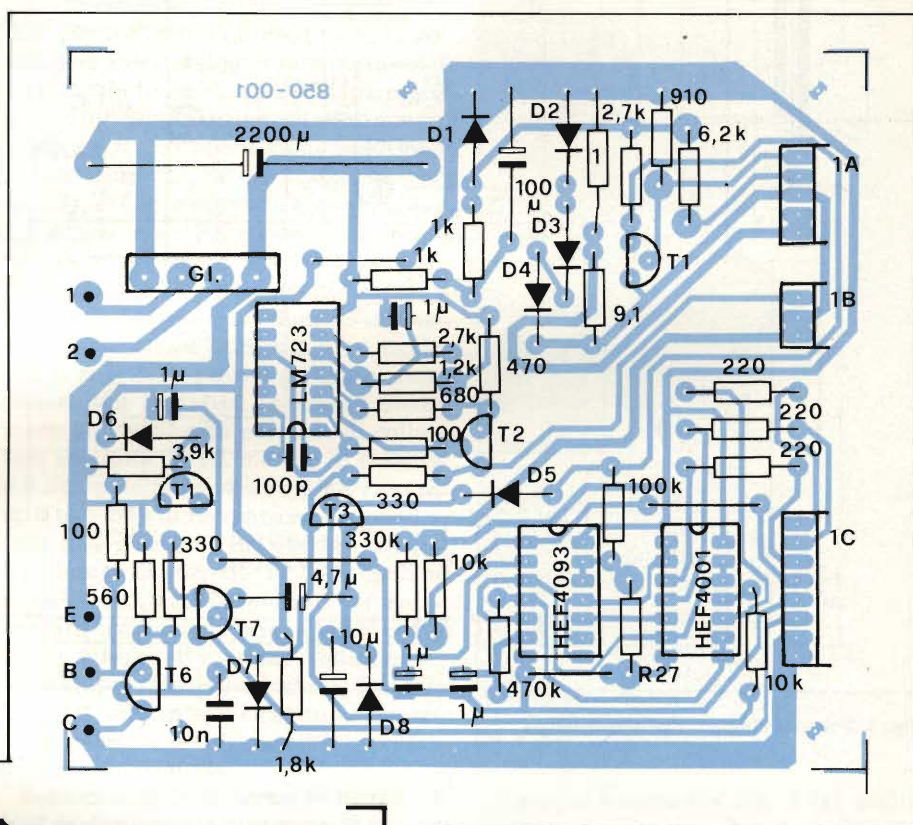 850-001
2200 µ
D1
D2
2,7k
910
6,2k
1A
100
µ
1
1k
D3
T1
1k
D4
GI.
1
1µ
9,1
1B
LM723
2
2,7k
1,2k
470
220
1µ
680
D6
100
T2
220
3,9k
220
T1
100p
330
D5
100k
T3
1C
100
330
330k
10k
HEF4093
HEF4001
560
4,7µ
E
T7
10µ
1µ
B
T6
D7
470k
R27
10k
1µ
C
10n
D8
1,8k